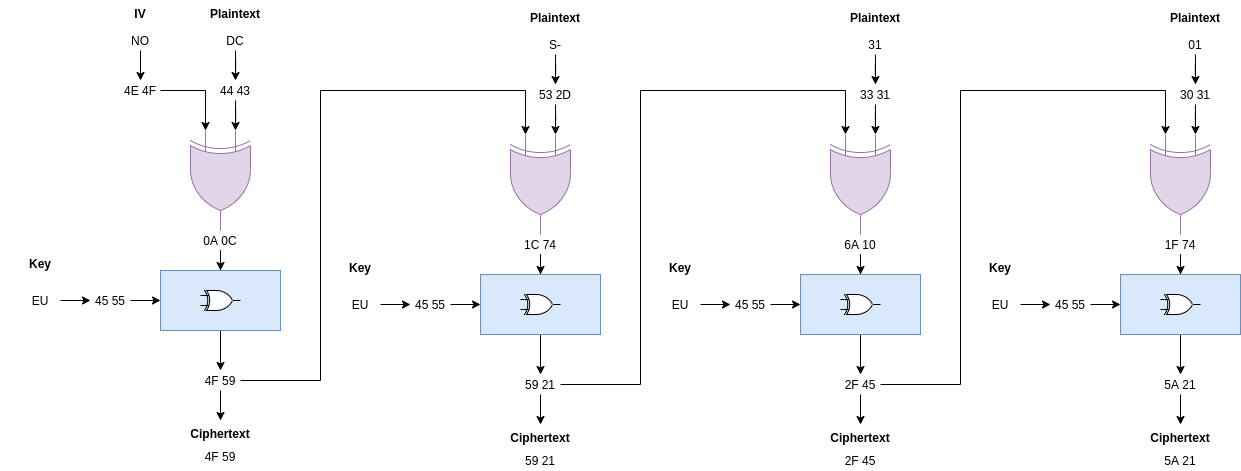 IV
Plaintext
NO
DC
4E 4F
44 43
0A 0C
Key
EU
45 55
4F 59
Ciphertext
4F 59
Plaintext
S-
53 2D
1C 74
Key
EU
45 55
59 21
Ciphertext
59 21
Plaintext
31
33 31
6A 10
Key
EU
45 55
2F 45
Ciphertext
2F 45
Plaintext
01
30 31
1F 74
Key
EU
45 55
5A 21
Ciphertext
5A 21